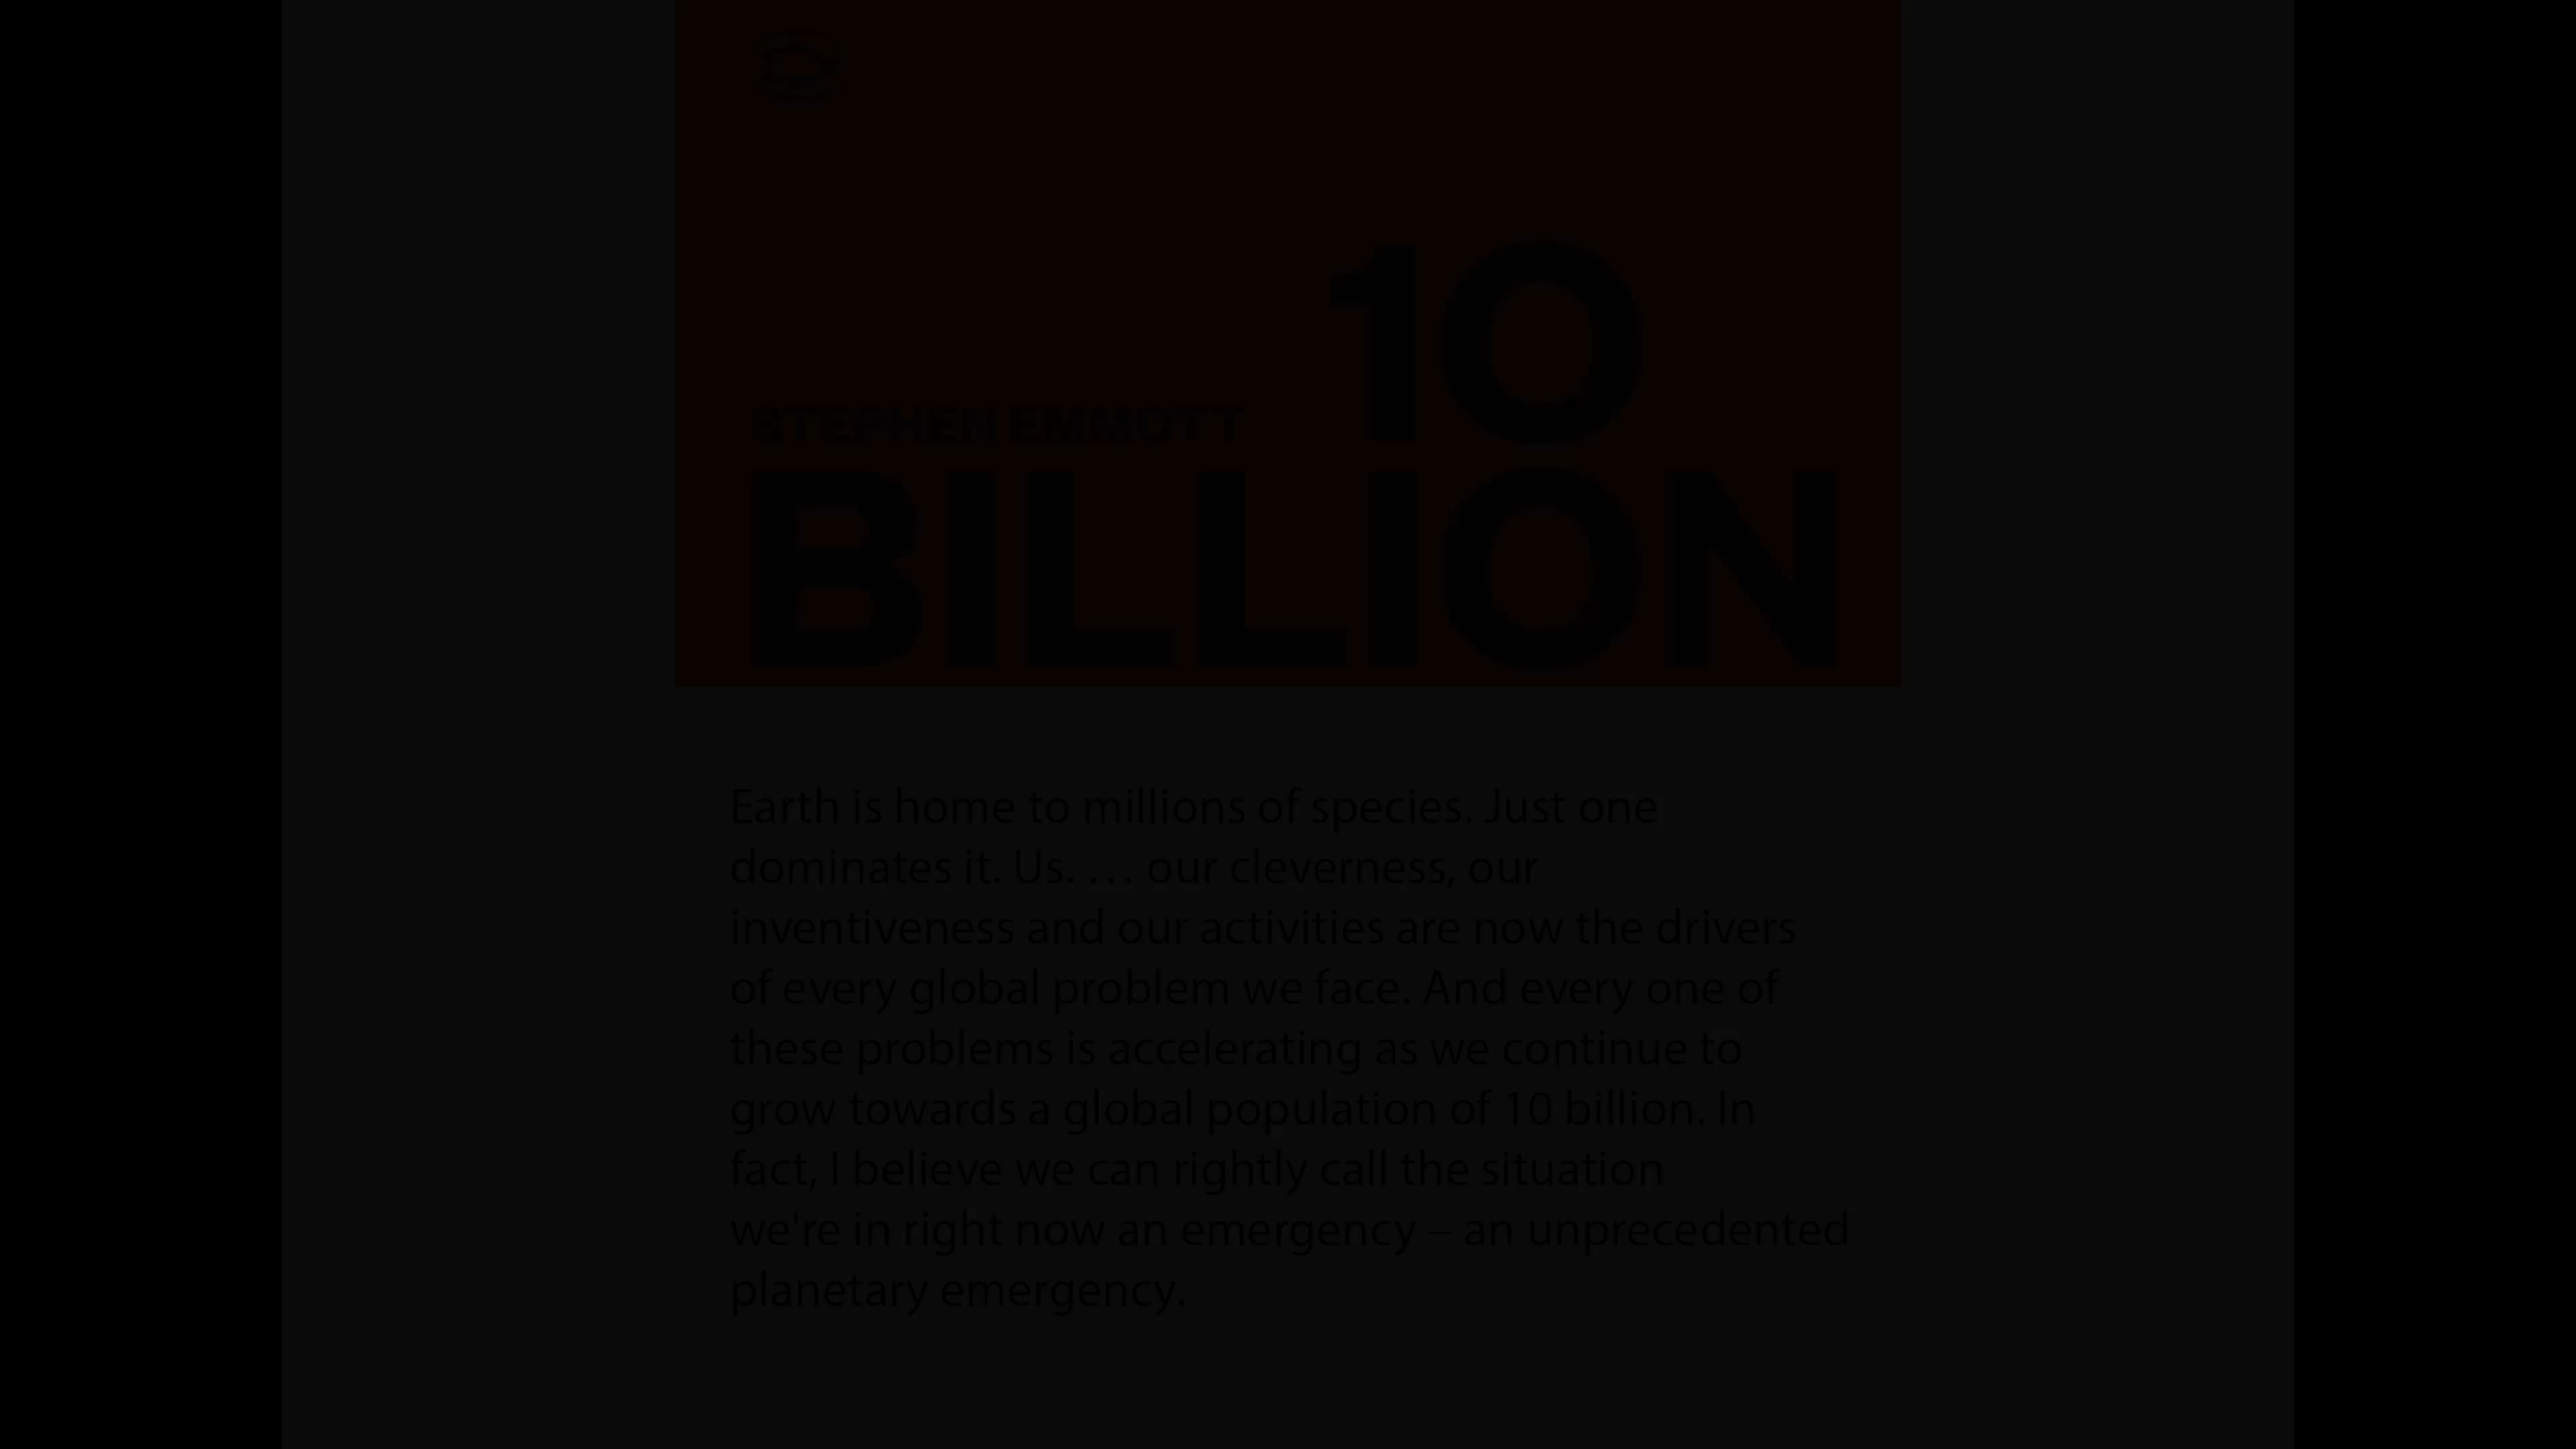 10
STEPHEN EMMOTT
BILLION
Earth is home to millions of species. Just one
dominates it. Us. … our cleverness, our
inventiveness and our activities are now the drivers
of every global problem we face. And every one of
these problems is accelerating as we continue to
grow towards a global population of 10 billion. In
fact, I believe we can rightly call the situation
we're in right now an emergency – an unprecedented
planetary emergency.